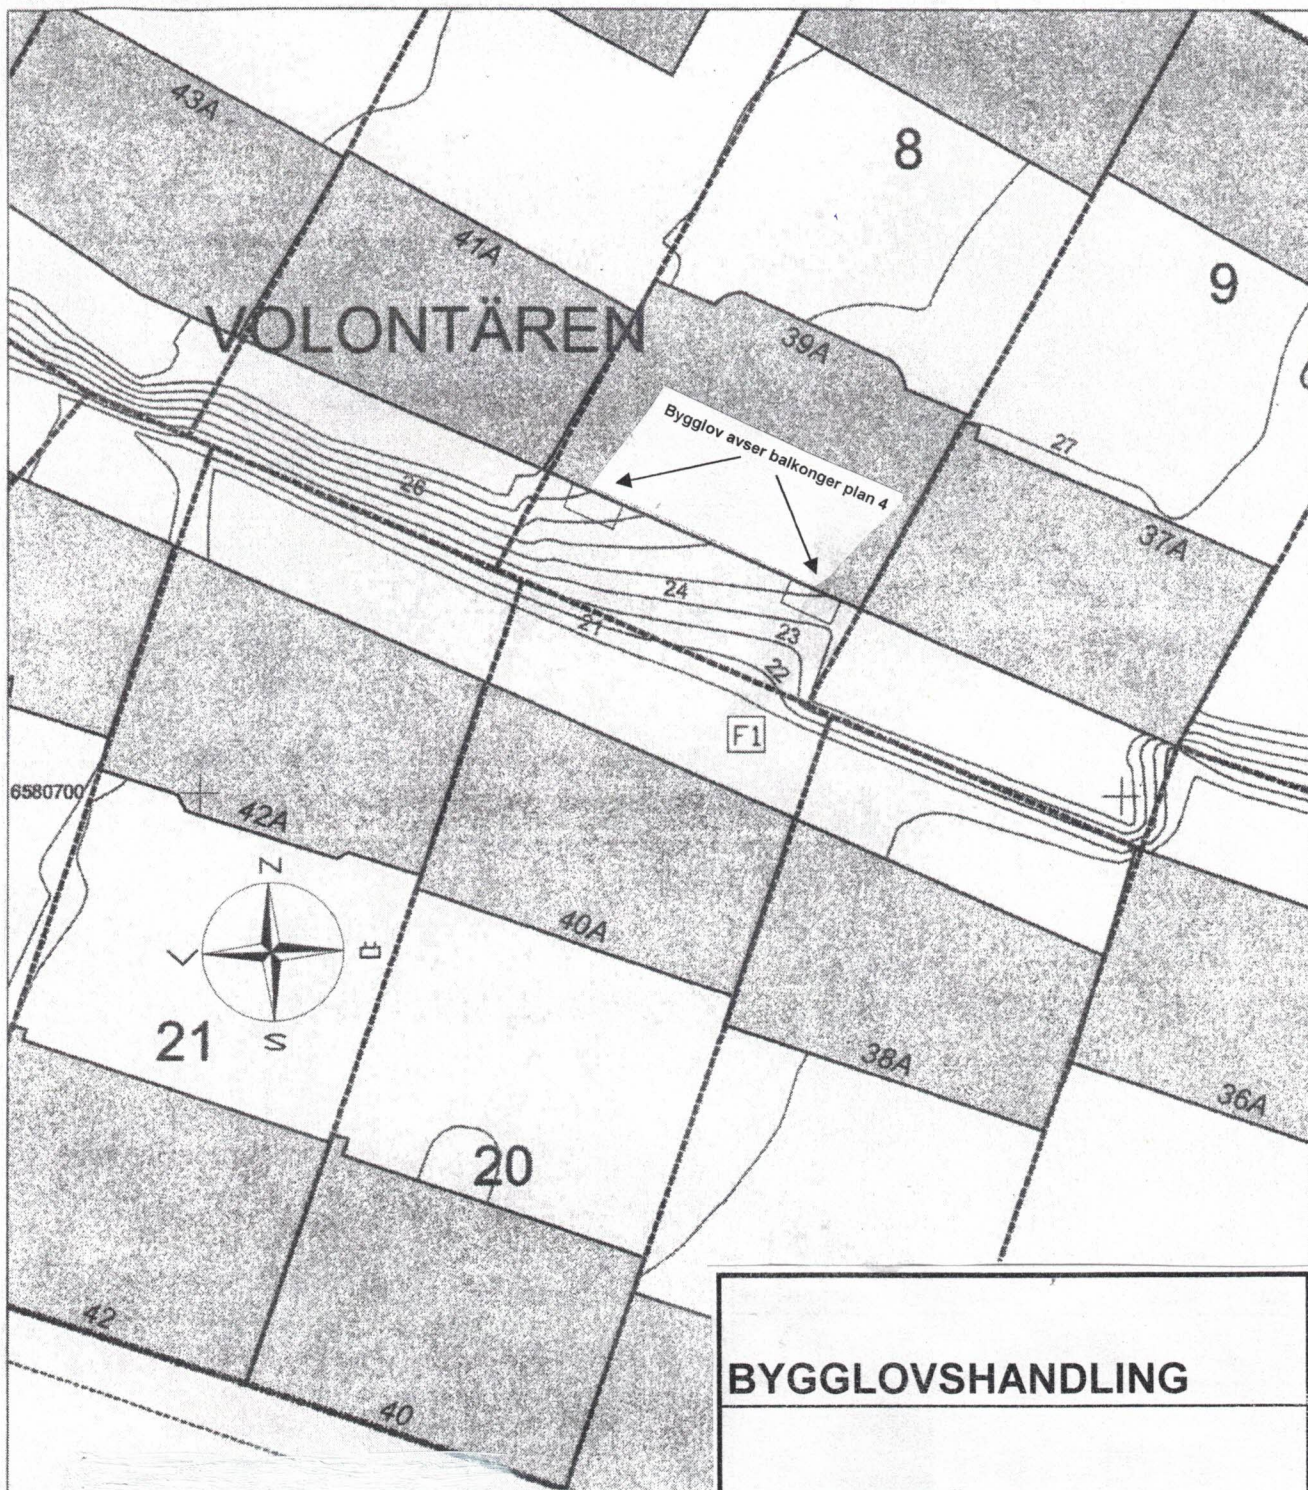 43A
8
41A
VOLONTÄREN
9
39A
Bygglov avser balkonger plan 4
27
26
37A
24
21
23
22
F1
6580700
42A
N
V
Ö
S
40A
21
38A
36A
20
42
40
BYGGLOVSHANDLING